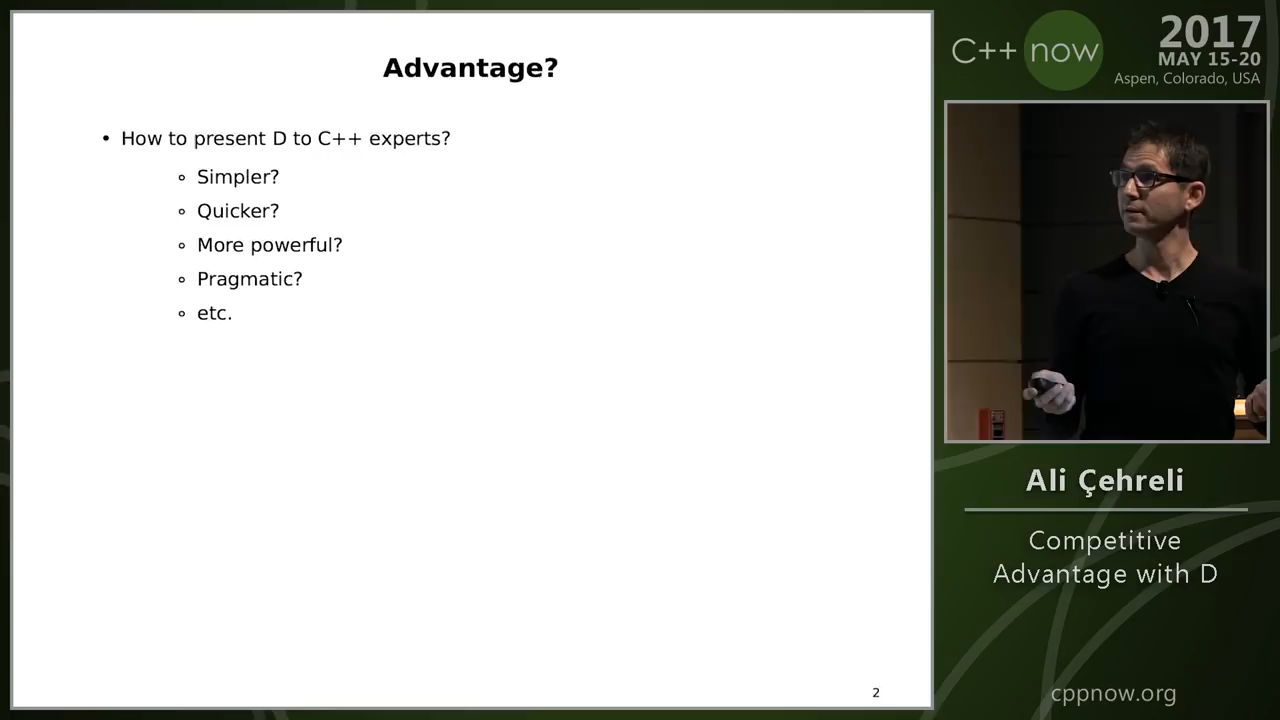 Advantage?
• How to present D to C++ experts?
◦ Simpler?
◦ Quicker?
◦ More powerful?
◦ Pragmatic?
◦ etc.
2
C++ now
2017
MAY 15-20
Aspen, Colorado, USA
Ali Çehreli
Competitive
Advantage with D
cppnow.org